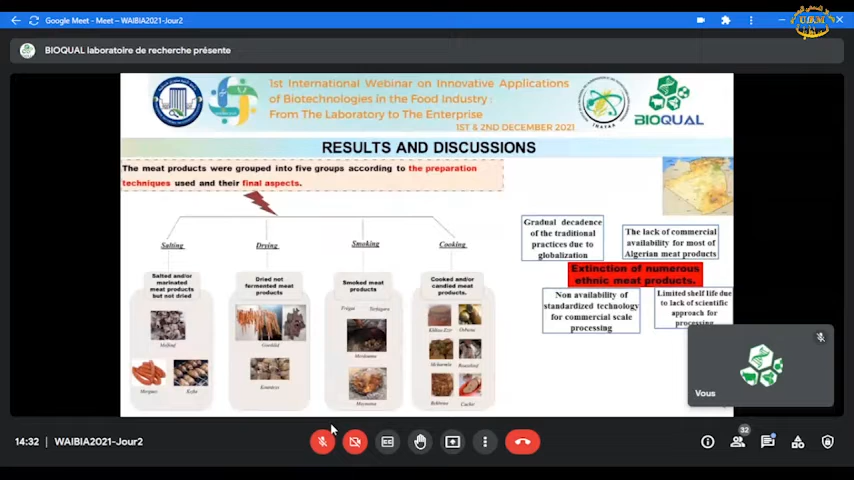 Google Meet - Meet – WAIBIA2021-Jour2
BIOQUAL laboratoire de recherche présente
1st International Webinar on Innovative Applications
of Biotechnologies in the Food Industry :
From The Laboratory to The Enterprise
1ST & 2ND DECEMBER 2021
BIOQUAL
RESULTS AND DISCUSSIONS
The meat products were grouped into five groups according to the preparation
techniques used and their final aspects.
Salting
Drying
Smoking
Cooking
Salted and/or
marinated
meat products
but not dried
Dried not
fermented meat
products
Smoked meat
products
Cooked and/or
candied meat
products.
Merguez
Kefta
Gueddid
Gradual decadence
of the traditional
practices due to
globalization
The lack of commercial
availability for most of
Algerian meat products
Extinction of numerous
ethnic meat products.
Non availability of
standardized technology
for commercial scale
processing
Limited shelf life due
to lack of scientific
approach for
processing
Vous
14:32
WAIBIA2021-Jour2
32